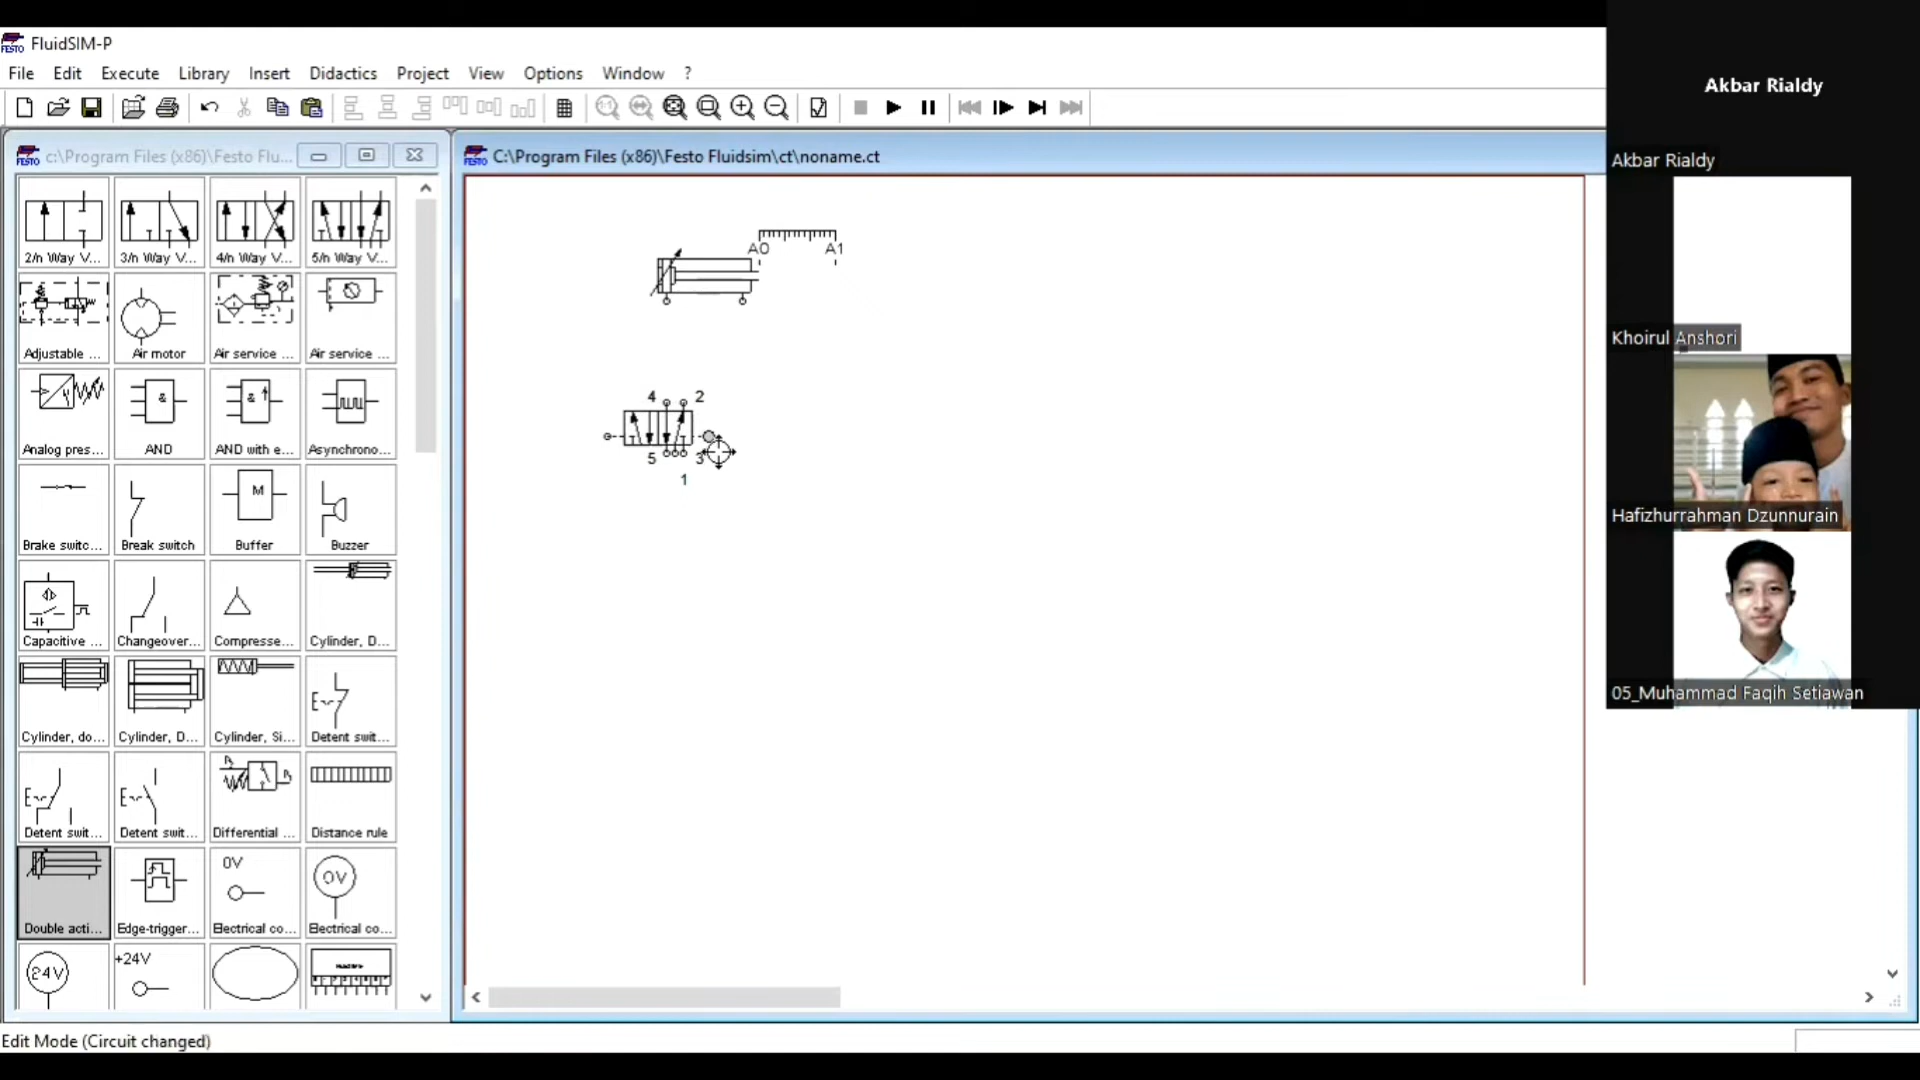 FluidSIM-P
File Edit Execute Library Insert Didactics Project View Options Window ?
c:\Program Files (x86)\Festo Flu...
C:\Program Files (x86)\Festo Fluidsim\ct\noname.ct
2/n Way V... 3/n Way V... 4/n Way V... 5/n Way V...
Adjustable ... Air motor Air service ... Air service ...
Analog pres... AND AND with e... Asynchrono...
Brake switc... Break switch Buffer Buzzer
Capacitive ... Changeover... Compresse... Cylinder, D...
Cylinder, do... Cylinder, D... Cylinder, Si... Detent swit...
Detent swit... Detent swit... Differential ... Distance rule
Double acti... Edge-trigger... Electrical co... Electrical co...
&
&
M
0V
0V
24V
+24V
A0 A1
4 2
5 3
1
Edit Mode (Circuit changed)
Akbar Rialdy
Akbar Rialdy
Khoirul Anshori
Hafizhurrahman Dzunnurain
05_Muhammad Faqih Setiawan
FESTO
FESTO
FESTO